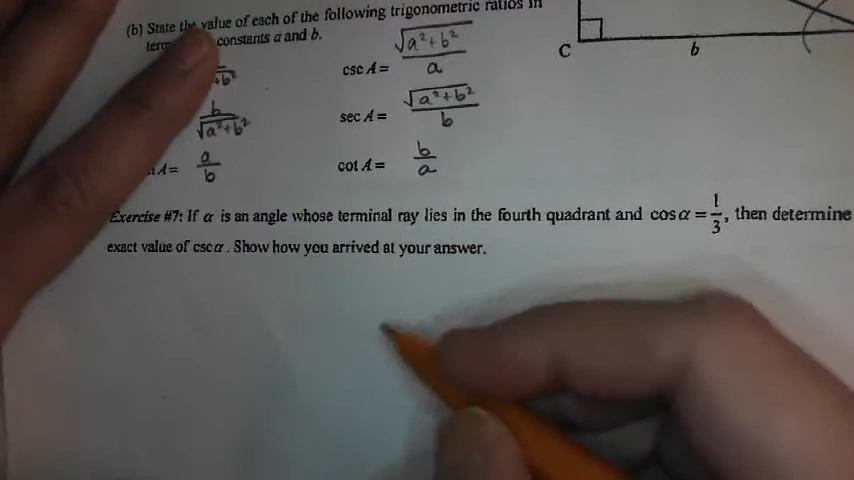 (b) State the value of each of the following trigonometric ratios in
constants a and b.
csc A = √a²+b² / a
b / √a²+b²
sec A = √a²+b² / b
A = a / b
cot A = b / a
C
b
Exercise #7: If α is an angle whose terminal ray lies in the fourth quadrant and cos α = 1/3, then determine
exact value of csc α. Show how you arrived at your answer.